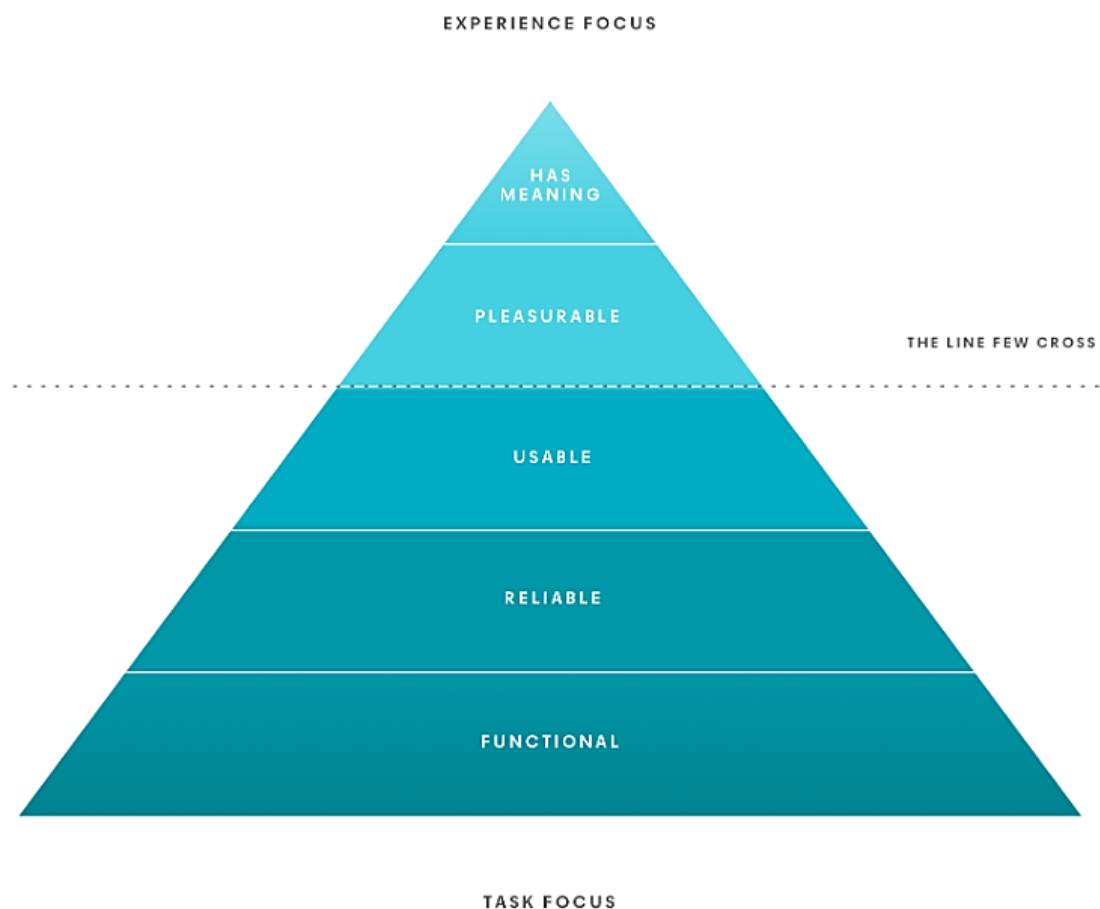 EXPERIENCE FOCUS
HAS
MEANING
PLEASURABLE
THE LINE FEW CROSS
USABLE
RELIABLE
FUNCTIONAL
TASK FOCUS